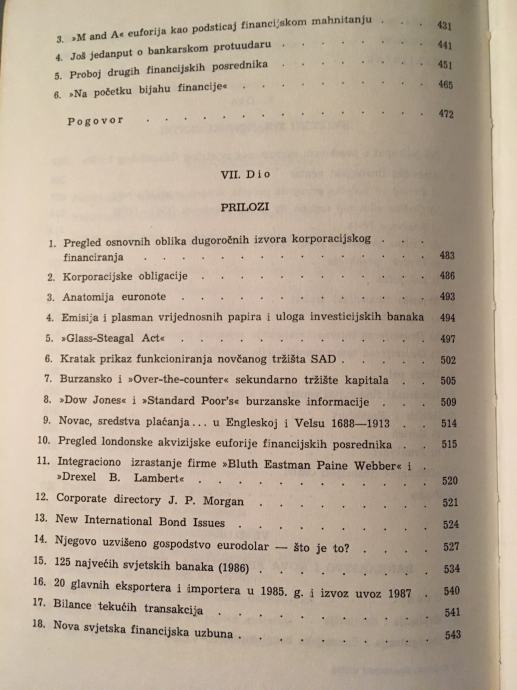 3. »M and A« euforija kao podsticaj financijskom mahnitanju . . . 431
4. Još jedanput o bankarskom protuudaru . . . . . . . 441
5. Proboj drugih financijskih posrednika . . . . . . . 451
6. »Na početku bijahu financije« . . . . . . . . 465
Pogovor . . . . . . . . . . . . . 472
VII. Dio
PRILOZI
1. Pregled osnovnih oblika dugoročnih izvora korporacijskog . . .
financiranja . . . . . . . . . . . . 483
2. Korporacijske obligacije . . . . . . . . . . 486
3. Anatomija euronote . . . . . . . . . . . 493
4. Emisija i plasman vrijednosnih papira i uloga investicijskih banaka 494
5. »Glass-Steagal Act« . . . . . . . . . . . 497
6. Kratak prikaz funkcioniranja novčanog tržišta SAD . . . . . 502
7. Burzansko i »Over-the-counter« sekundarno tržište kapitala . . 505
8. »Dow Jones« i »Standard Poor's« burzanske informacije . . . 509
9. Novac, sredstva plaćanja... u Engleskoj i Velsu 1688—1913 . . 514
10. Pregled londonske akvizijske euforije financijskih posrednika . . 515
11. Integraciono izrastanje firme »Bluth Eastman Paine Webber« i .
»Drexel B. Lambert« . . . . . . . . . . 520
12. Corporate directory J. P. Morgan . . . . . . . . 521
13. New International Bond Issues . . . . . . . . 524
14. Njegovo uzvišeno gospodstvo eurodolar — što je to? . . . . 527
15. 125 najvećih svjetskih banaka (1986) . . . . . . . 534
16. 20 glavnih eksportera i importera u 1985. g. i izvoz uvoz 1987 . 540
17. Bilance tekućih transakcija . . . . . . . . . 541
18. Nova svjetska financijska uzbuna . . . . . . . . 543